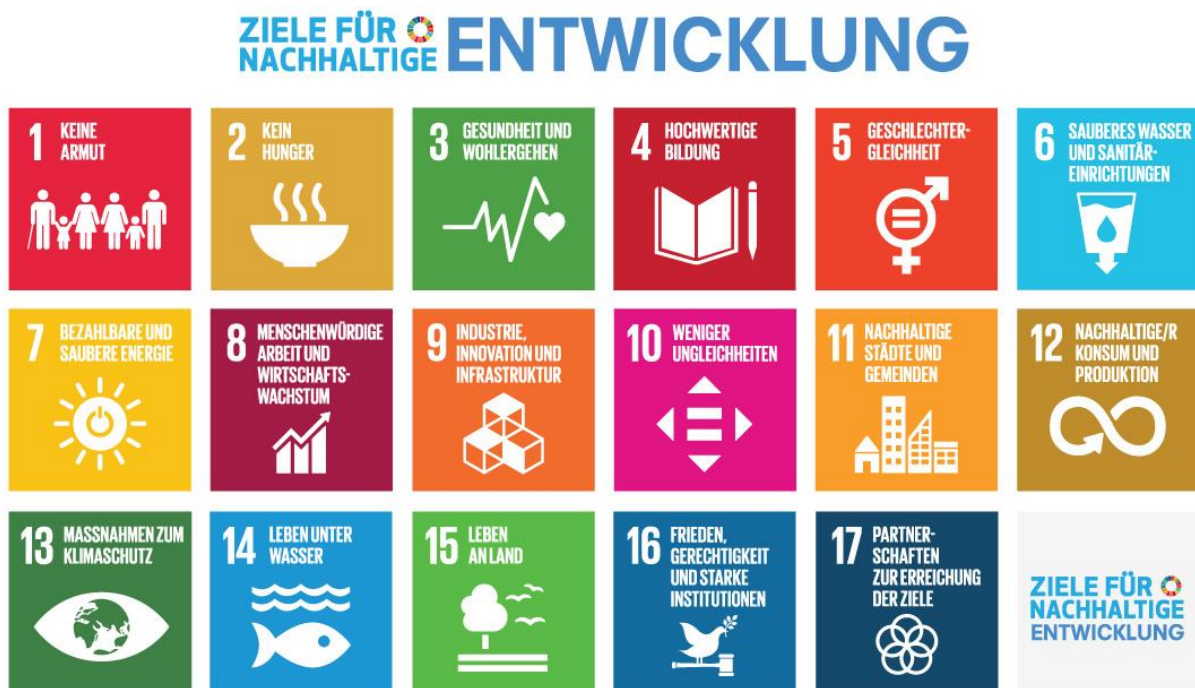 ZIELE FÜR
NACHHALTIGE
ENTWICKLUNG
1 KEINE
ARMUT
2 KEIN
HUNGER
3 GESUNDHEIT UND
WOHLERGEHEN
4 HOCHWERTIGE
BILDUNG
5 GESCHLECHTER-
GLEICHHEIT
6 SAUBERES WASSER
UND SANITÄR-
EINRICHTUNGEN
7 BEZAHLBARE UND
SAUBERE ENERGIE
8 MENSCHENWÜRDIGE
ARBEIT UND
WIRTSCHAFTS-
WACHSTUM
9 INDUSTRIE,
INNOVATION UND
INFRASTRUKTUR
10 WENIGER
UNGLEICHHEITEN
11 NACHHALTIGE
STÄDTE UND
GEMEINDEN
12 NACHHALTIGE/R
KONSUM UND
PRODUKTION
13 MASSNAHMEN ZUM
KLIMASCHUTZ
14 LEBEN UNTER
WASSER
15 LEBEN
AN LAND
16 FRIEDEN,
GERECHTIGKEIT
UND STARKE
INSTITUTIONEN
17 PARTNER-
SCHAFTEN
ZUR ERREICHUNG
DER ZIELE
ZIELE FÜR
NACHHALTIGE
ENTWICKLUNG